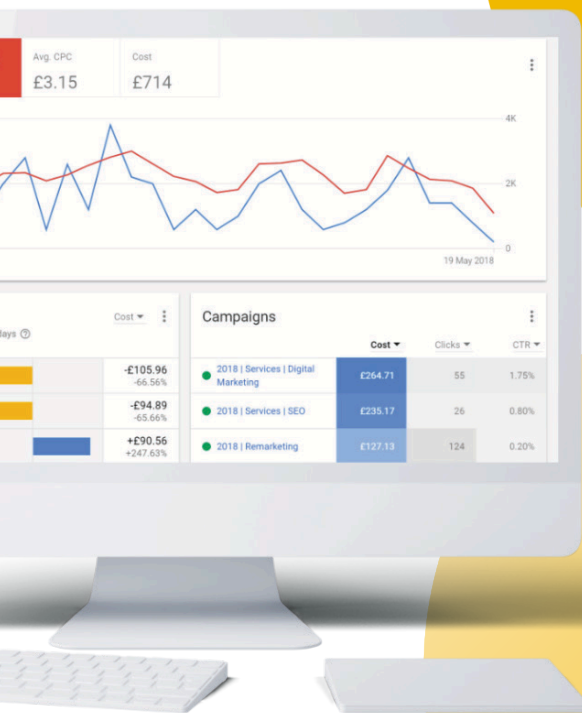 Avg. CPC
Cost
£3.15
£714
4K
2K
0
19 May 2018
Cost
-£105.96
-66.56%
-£94.89
-65.66%
+£90.56
+247.63%
Campaigns
Cost
Clicks
CTR
2018 | Services | Digital
Marketing
£264.71
55
1.75%
2018 | Services | SEO
£235.17
26
0.80%
2018 | Remarketing
£127.13
124
0.20%